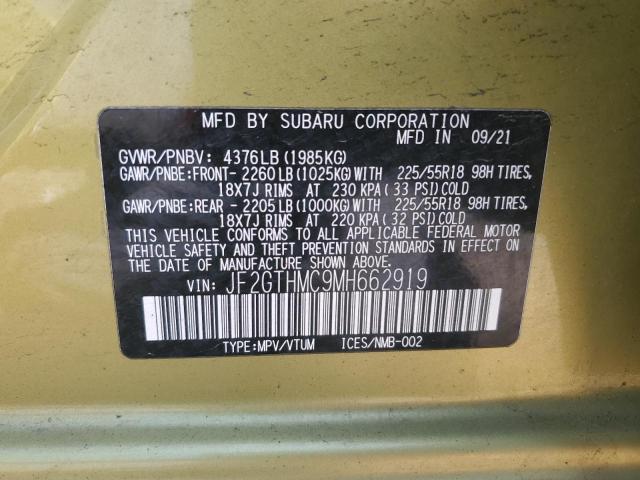 MFD BY SUBARU CORPORATION
MFD IN 09/21
GVWR/PNBV: 4376LB(1985KG)
GAWR/PNBE:FRONT- 2260LB(1025KG)WITH 225/55R18 98H TIRES,
18X7J RIMS AT 230 KPA(33 PSI)COLD
GAWR/PNBE:REAR - 2205LB(1000KG)WITH 225/55R18 98H TIRES,
18X7J RIMS AT 220 KPA(32 PSI)COLD
THIS VEHICLE CONFORMS TO ALL APPLICABLE FEDERAL MOTOR
VEHICLE SAFETY AND THEFT PREVENTION STANDARDS IN EFFECT
ON THE DATE OF MANUFACTURE SHOWN ABOVE.
VIN: JF2GTHMC9MH662919
TYPE:MPV/VTUM ICES/NMB-002